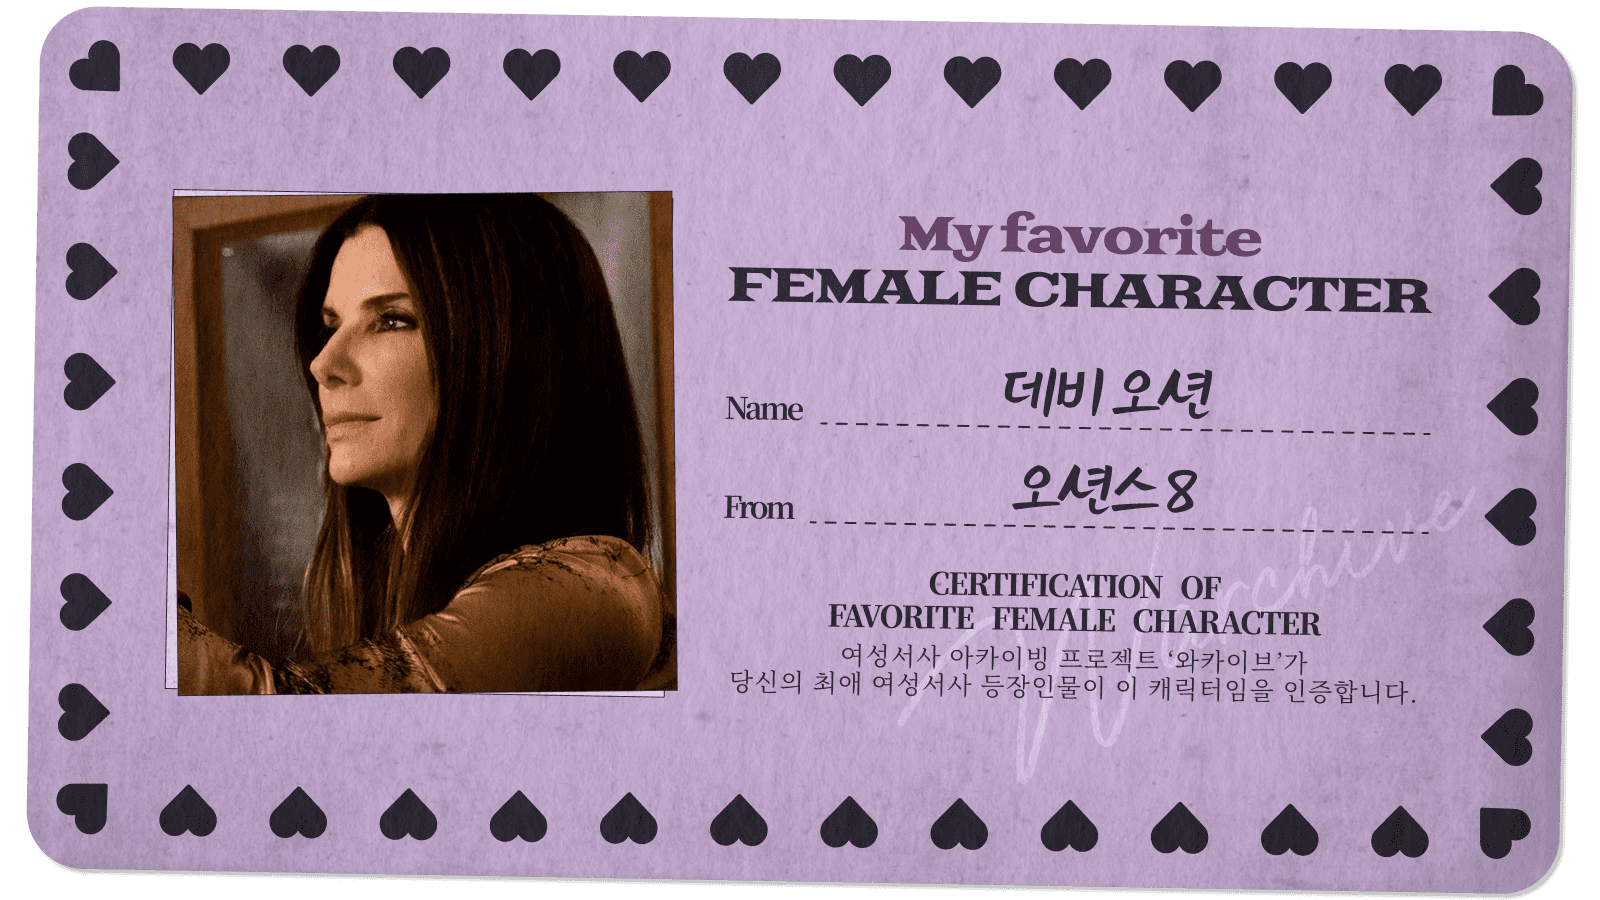 My favorite
FEMALE CHARACTER
Name 데비 오션
From 오션스8
CERTIFICATION OF
FAVORITE FEMALE CHARACTER
여성서사 아카이빙 프로젝트 ‘와카이브’가
당신의 최애 여성서사 등장인물이 이 캐릭터임을 인증합니다.
Warchive